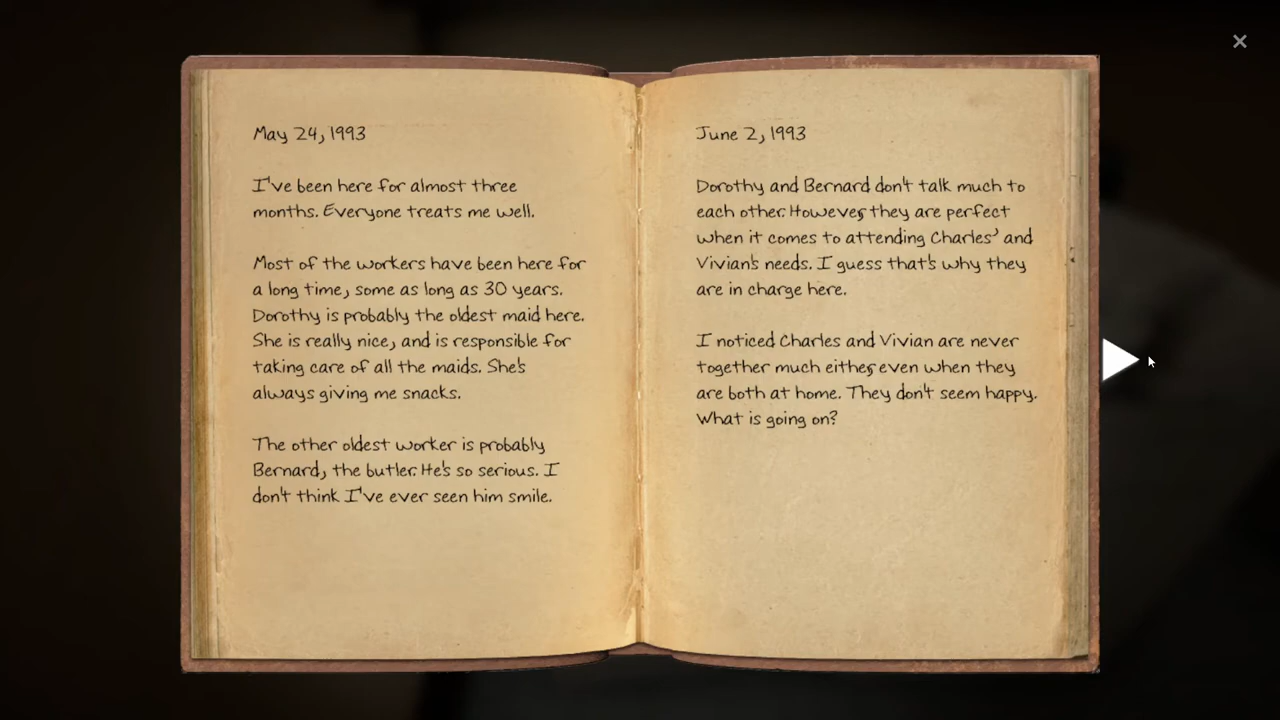 May 24, 1993
I've been here for almost three
months. Everyone treats me well.
Most of the workers have been here for
a long time, some as long as 30 years.
Dorothy is probably the oldest maid here.
She is really nice, and is responsible for
taking care of all the maids. She's
always giving me snacks.
The other oldest worker is probably
Bernard, the butler. He's so serious. I
don't think I've ever seen him smile.
June 2, 1993
Dorothy and Bernard don't talk much to
each other. However, they are perfect
when it comes to attending Charles' and
Vivian's needs. I guess that's why they
are in charge here.
I noticed Charles and Vivian are never
together much either, even when they
are both at home. They don't seem happy.
What is going on?